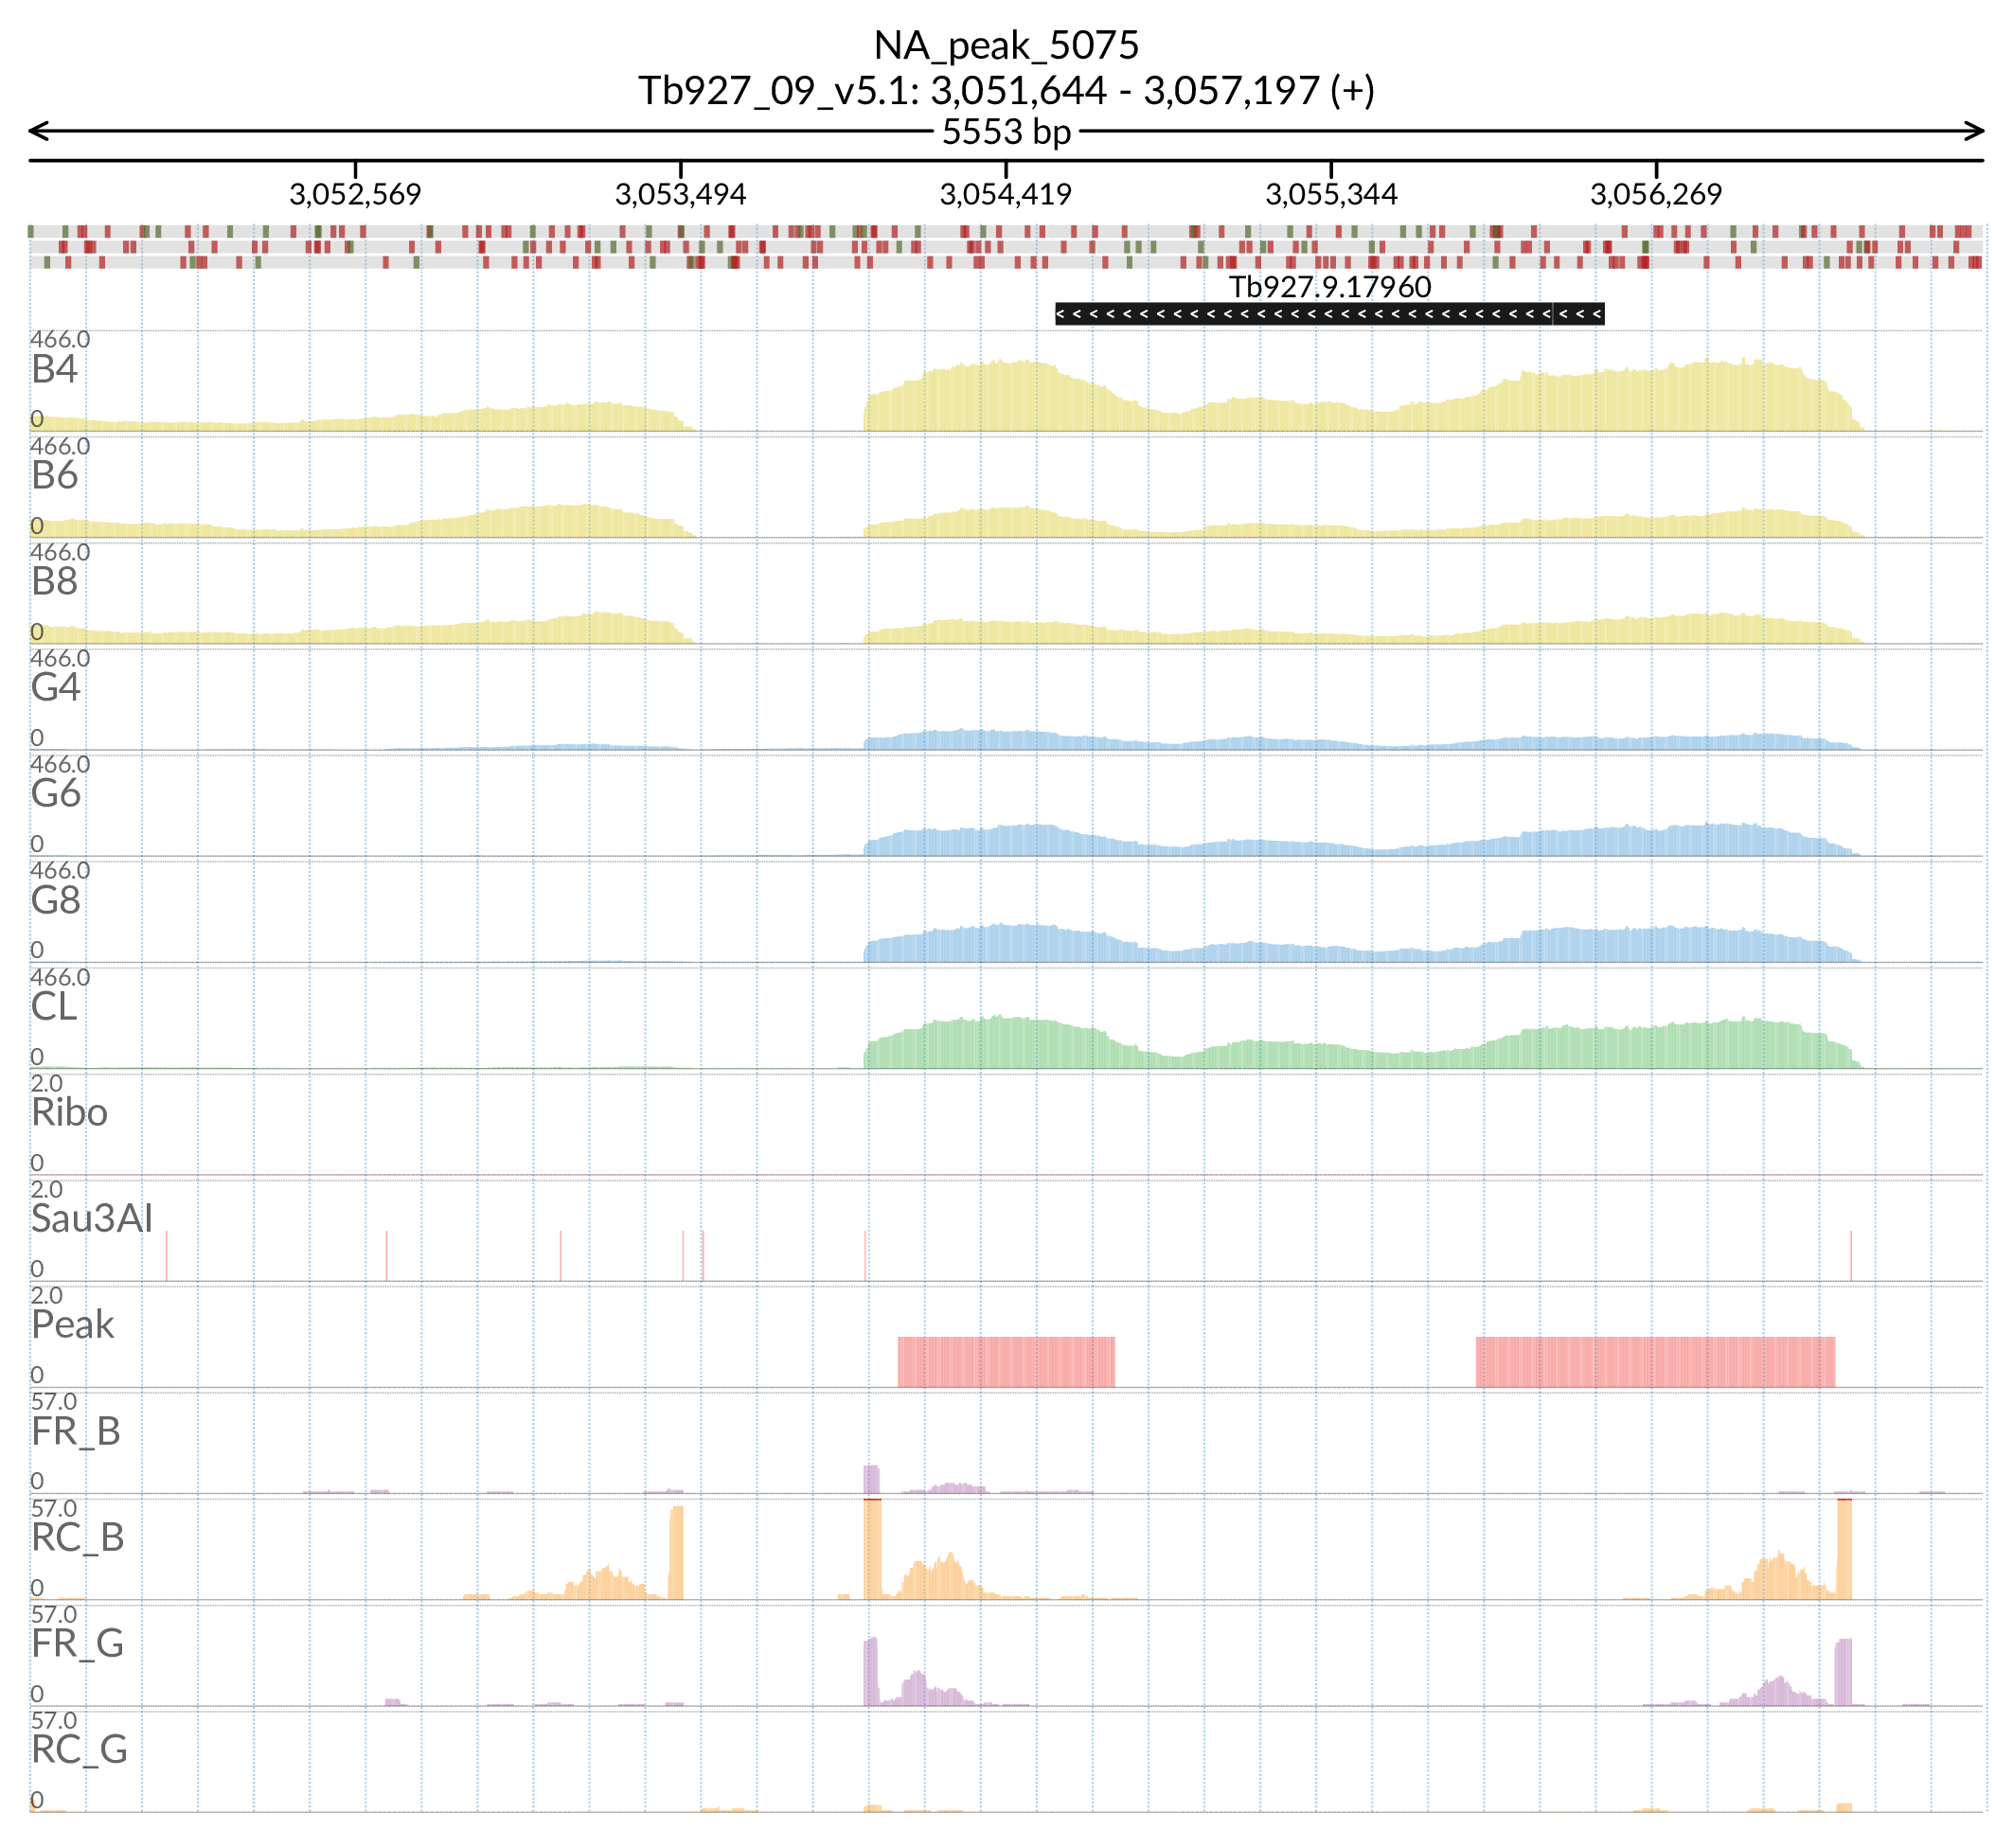 NA_peak_5075
Tb927_09_v5.1: 3,051,644 - 3,057,197 (+)
5553 bp
3,052,569 3,053,494 3,054,419 3,055,344 3,056,269
Tb927.9.17960
466.0
B4
0
466.0
B6
0
466.0
B8
0
466.0
G4
0
466.0
G6
0
466.0
G8
0
466.0
CL
0
2.0
Ribo
0
2.0
Sau3AI
0
2.0
Peak
0
57.0
FR_B
0
57.0
RC_B
0
57.0
FR_G
0
57.0
RC_G
0